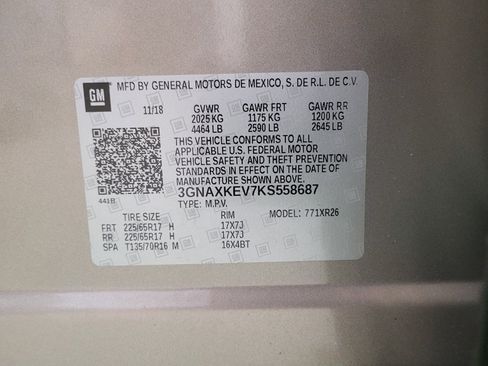 GM
MFD BY GENERAL MOTORS DE MEXICO, S. DE R.L. DE C.V.
11/18 GVWR GAWR FRT GAWR RR
2025 KG 1175 KG 1200 KG
4464 LB 2590 LB 2645 LB
THIS VEHICLE CONFORMS TO ALL
APPLICABLE U.S. FEDERAL MOTOR
VEHICLE SAFETY AND THEFT PREVENTION
STANDARDS IN EFFECT ON THE DATE OF
MANUFACTURE SHOWN ABOVE.
441B 3GNAXKEV7KS558687
TYPE: M.P.V. MODEL: 771XR26
TIRE SIZE RIM
FRT 225/65R17 H 17X7J
RR 225/65R17 H 17X7J
SPA T135/70R16 M 16X4BT